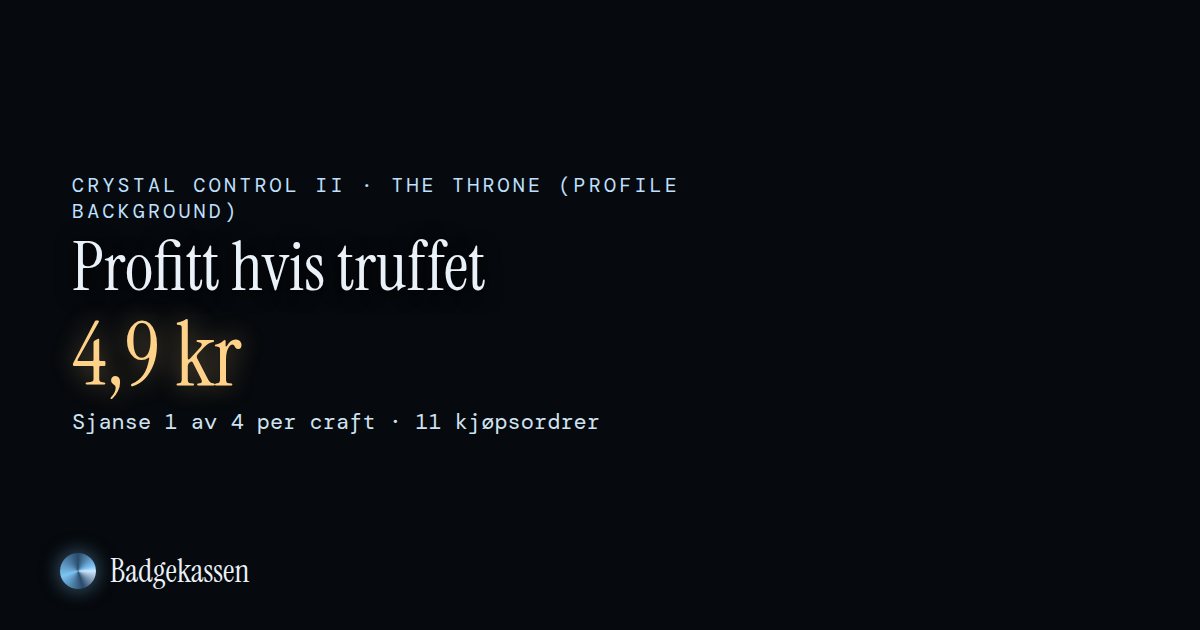 CRYSTAL CONTROL II · THE THRONE (PROFILE
BACKGROUND)
Profitt hvis truffet
4,9 kr
Sjanse 1 av 4 per craft · 11 kjøpsordrer
Badgekassen